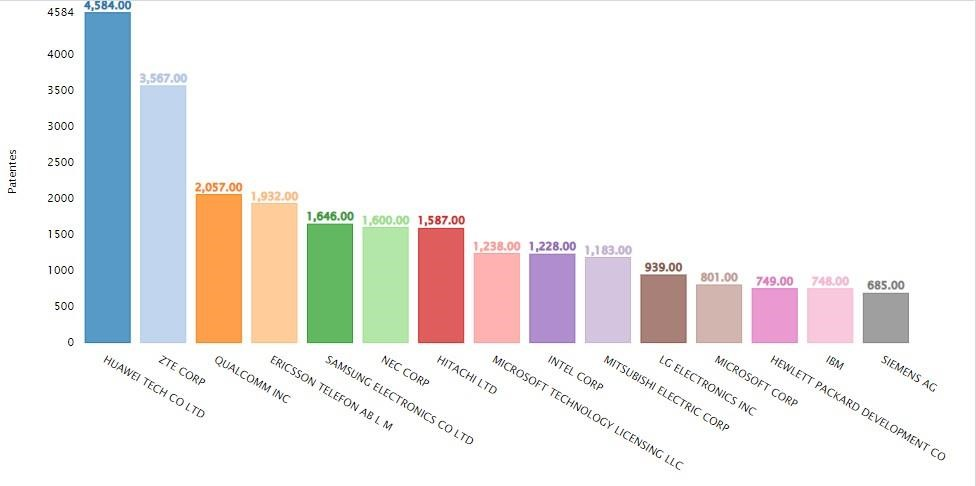 Patentes
4584
4000
3500
3000
2500
2000
1500
1000
500
0
4,584.00
3,567.00
2,057.00
1,932.00
1,646.00
1,600.00
1,587.00
1,238.00
1,228.00
1,183.00
939.00
801.00
749.00
748.00
685.00
HUAWEI TECH CO LTD
ZTE CORP
QUALCOMM INC
ERICSSON TELEFON AB L M
SAMSUNG ELECTRONICS CO LTD
NEC CORP
HITACHI LTD
MICROSOFT TECHNOLOGY LICENSING LLC
INTEL CORP
MITSUBISHI ELECTRIC CORP
LG ELECTRONICS INC
MICROSOFT CORP
HEWLETT PACKARD DEVELOPMENT CO
IBM
SIEMENS AG